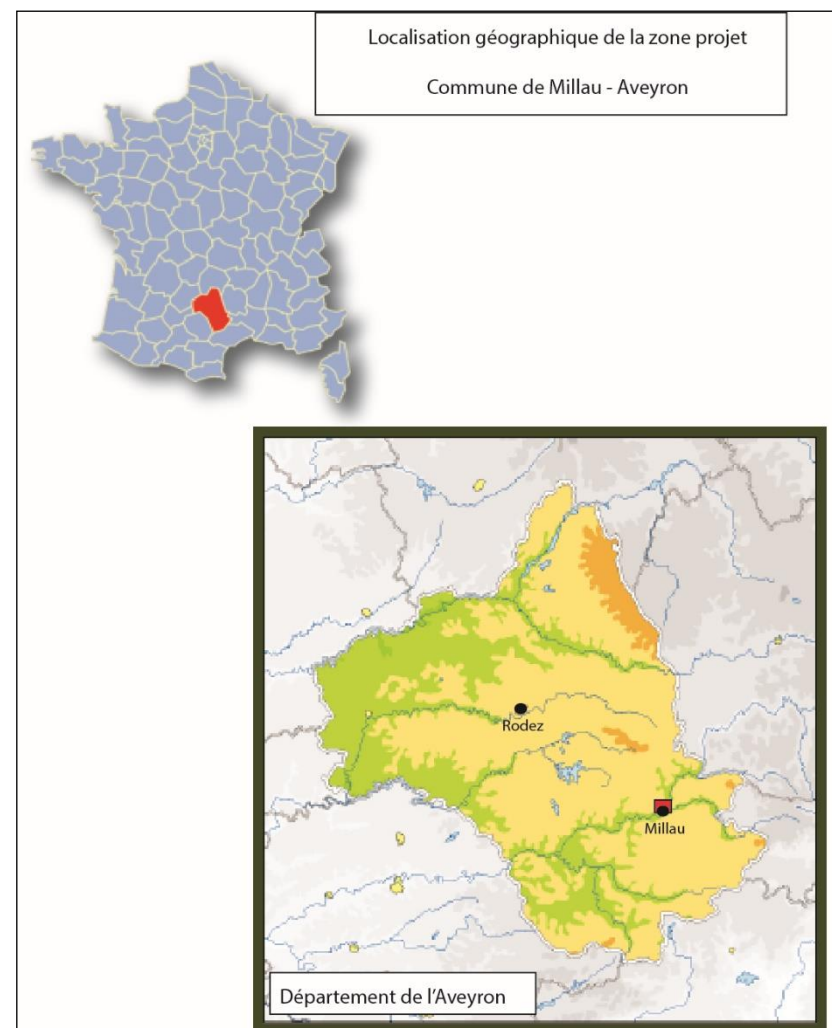 Localisation géographique de la zone projet
Commune de Millau - Aveyron
Rodez
Millau
Département de l'Aveyron